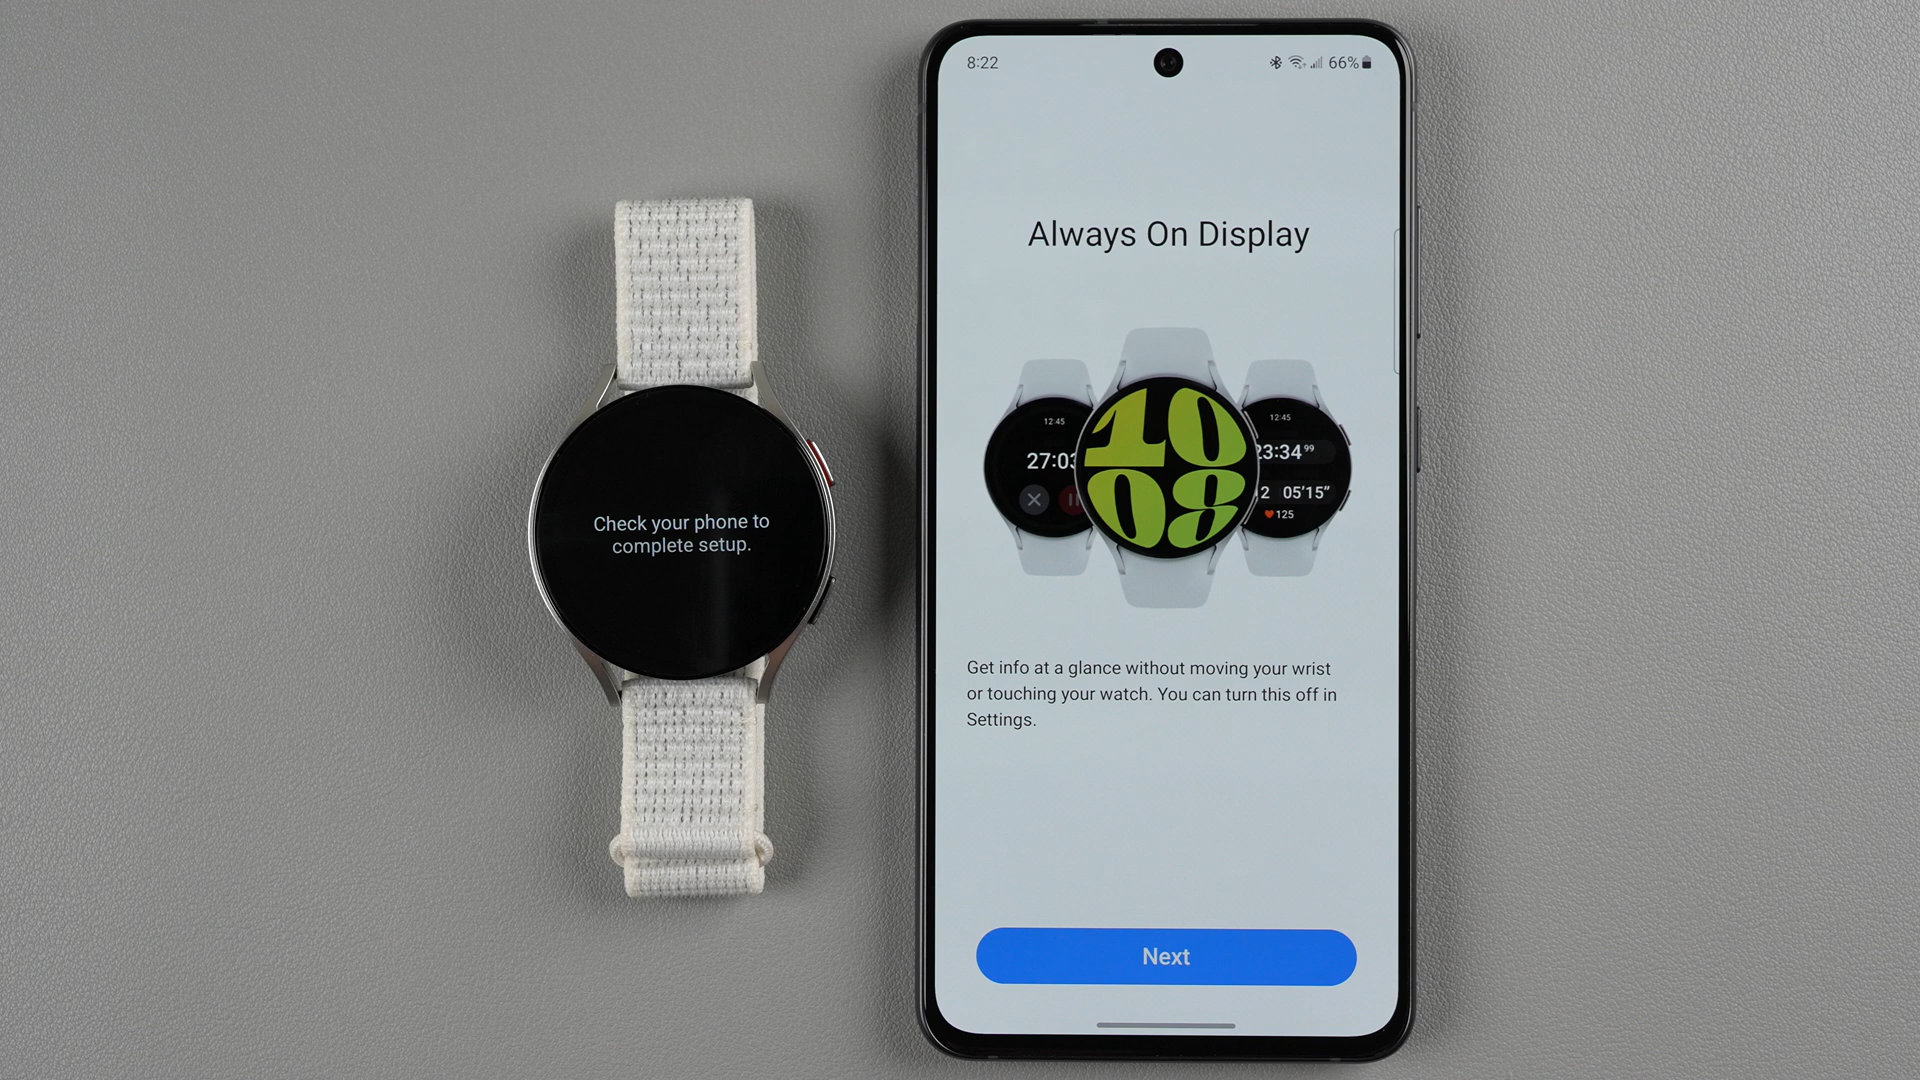 Check your phone to
complete setup.
8:22
66%
Always On Display
12:45
27:03
10
08
12:45
23:34 99
2 05'15"
125
Get info at a glance without moving your wrist
or touching your watch. You can turn this off in
Settings.
Next